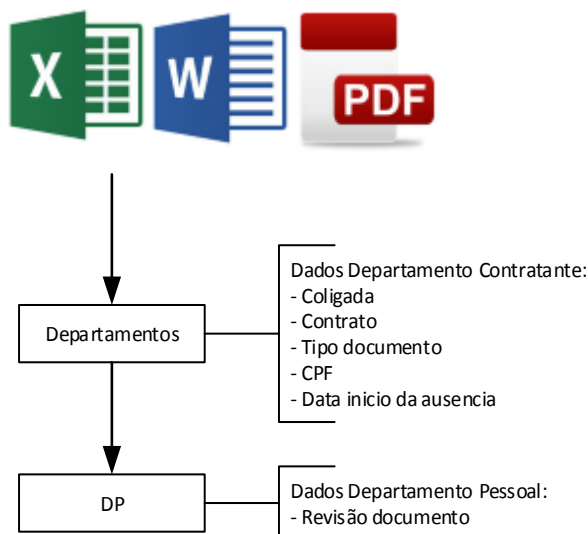 X
W
PDF
Departamentos
Dados Departamento Contratante:
- Coligada
- Contrato
- Tipo documento
- CPF
- Data inicio da ausencia
DP
Dados Departamento Pessoal:
- Revisão documento